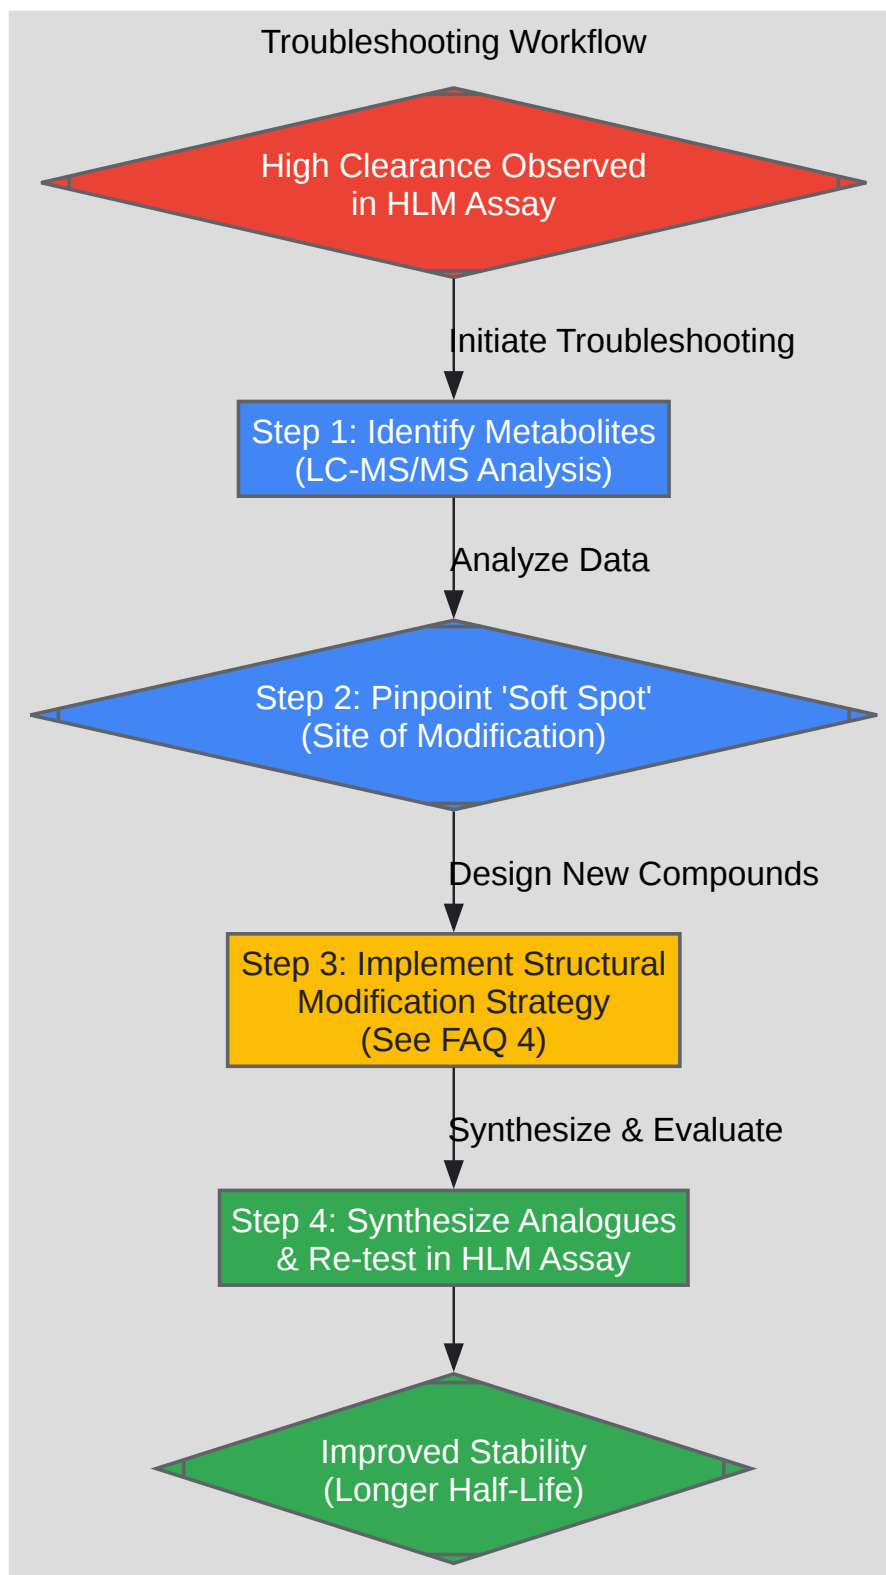 Troubleshooting Workflow
High Clearance Observed
in HLM Assay
Initiate Troubleshooting
Step 1: Identify Metabolites
(LC-MS/MS Analysis)
Analyze Data
Step 2: Pinpoint 'Soft Spot'
(Site of Modification)
Design New Compounds
Step 3: Implement Structural
Modification Strategy
(See FAQ 4)
Synthesize & Evaluate
Step 4: Synthesize Analogues
& Re-test in HLM Assay
Improved Stability
(Longer Half-Life)